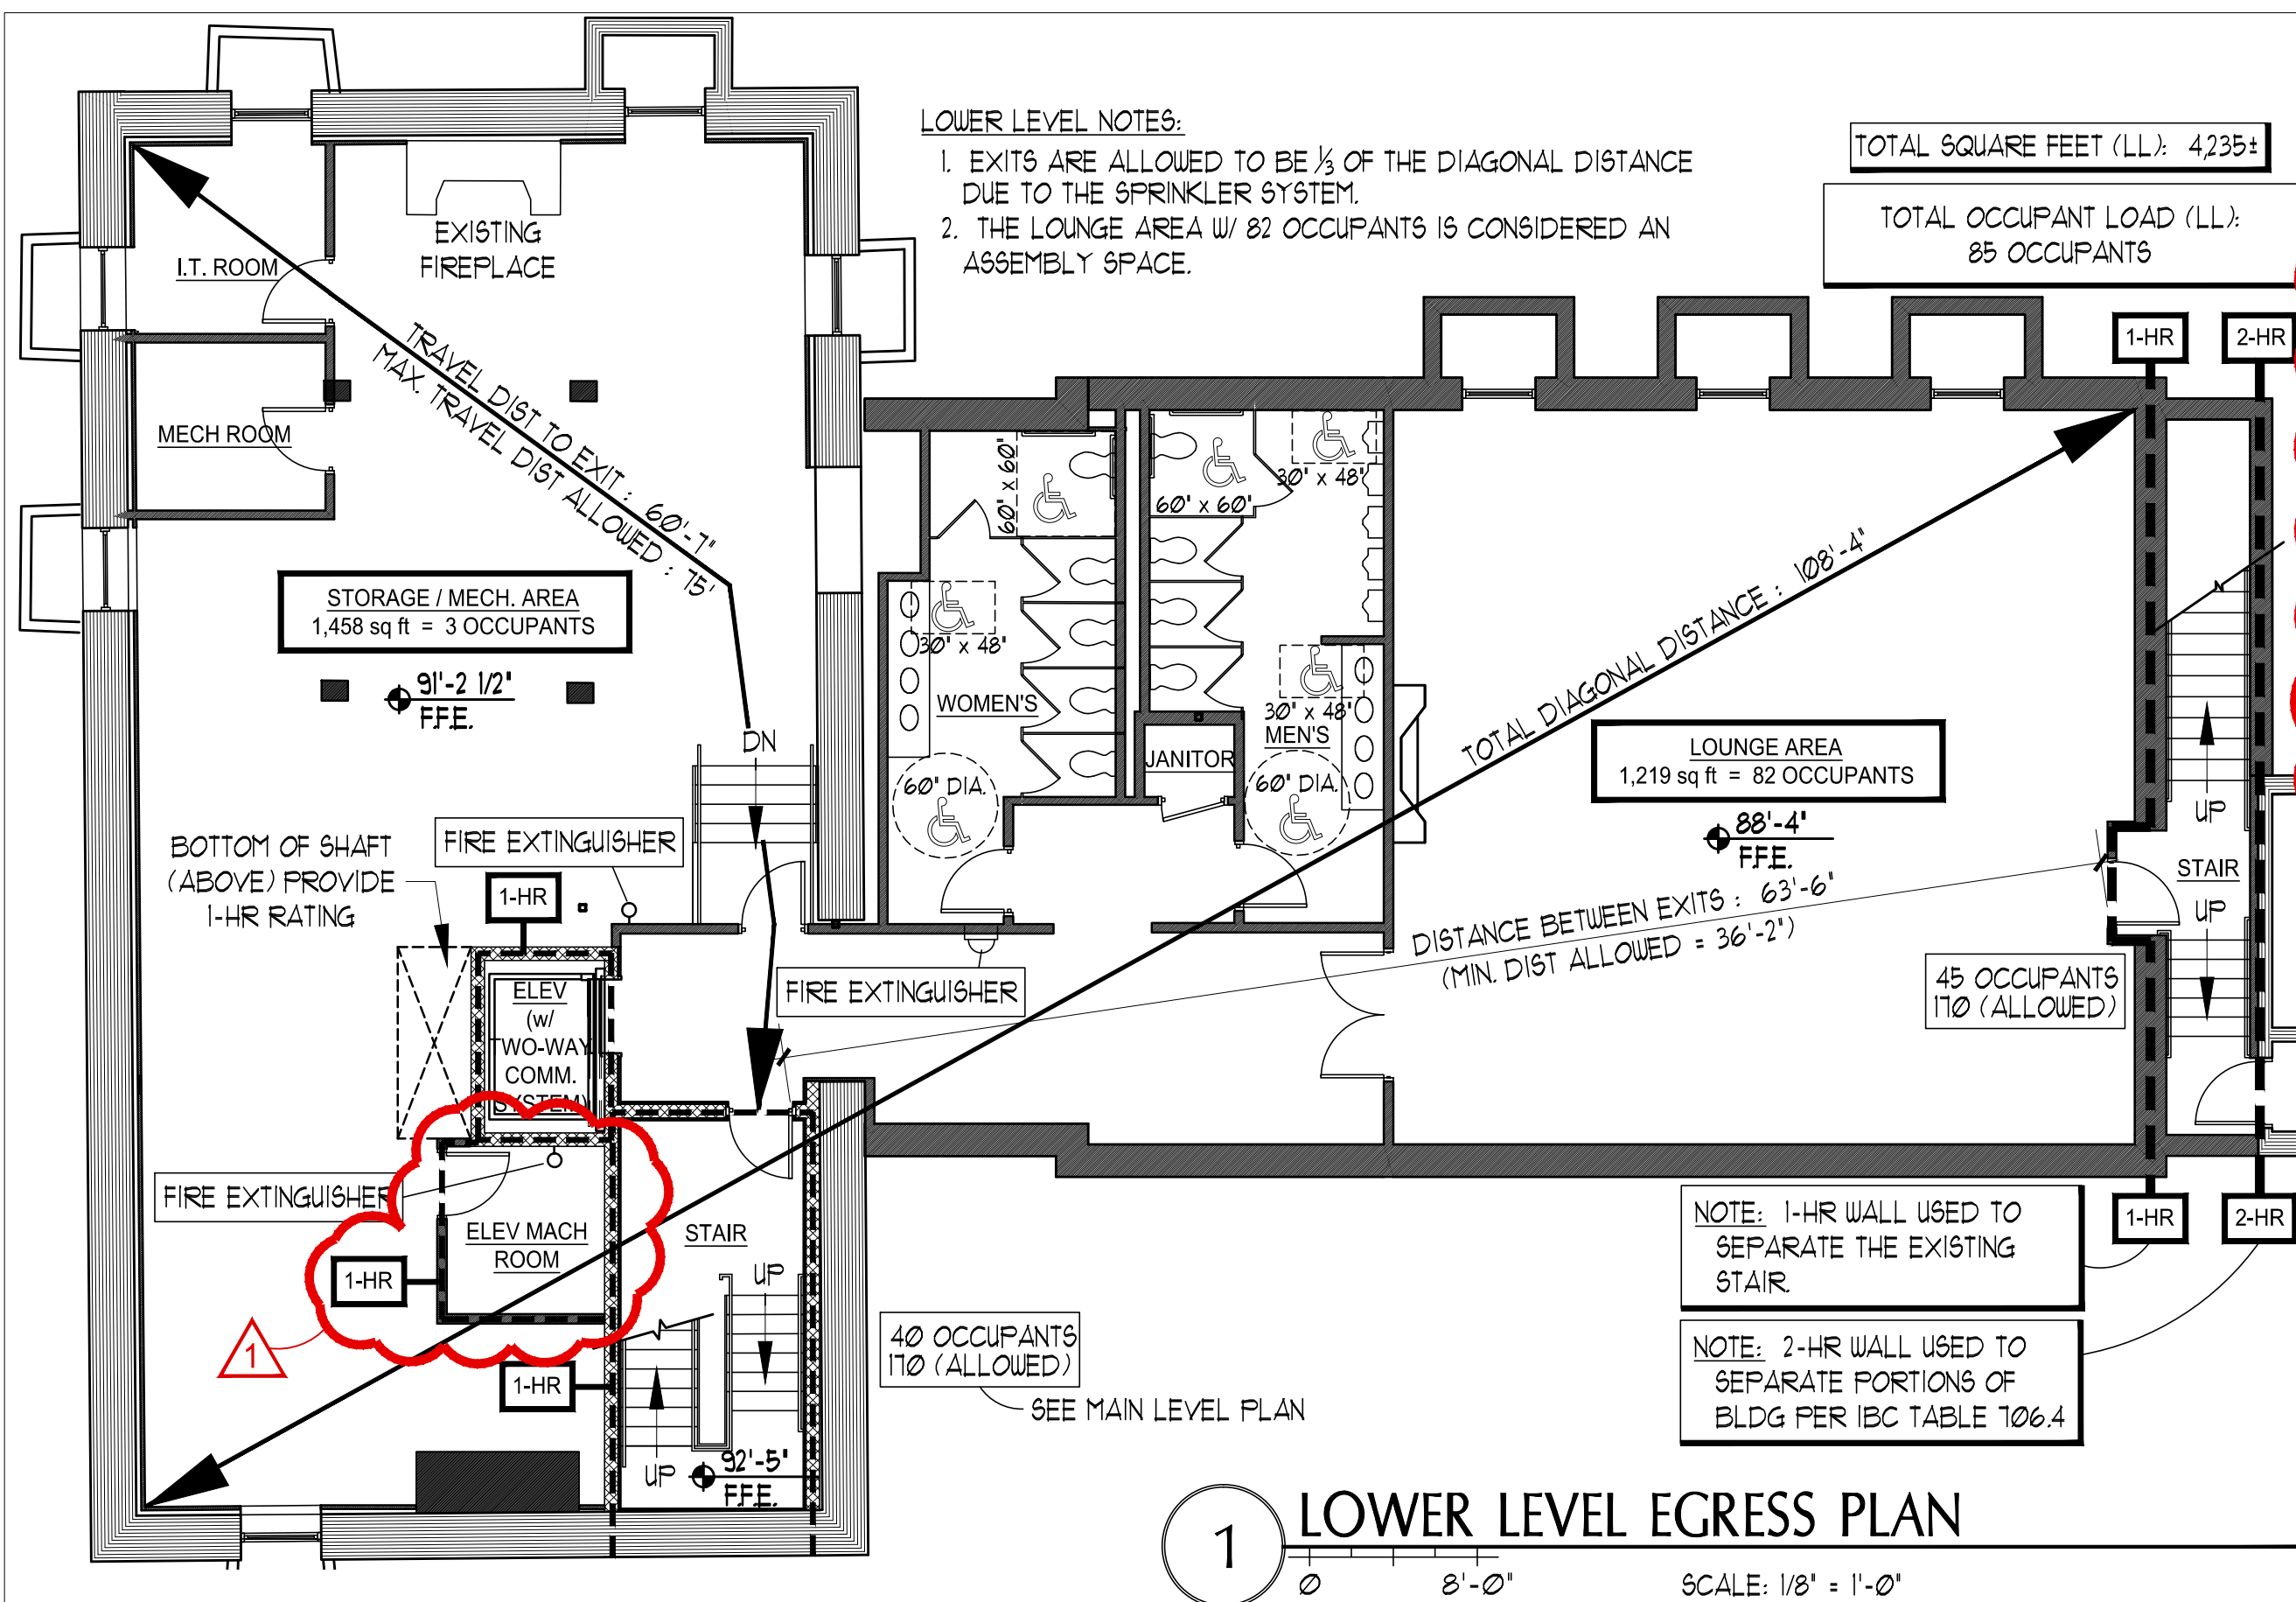 LOWER LEVEL NOTES:
1. EXITS ARE ALLOWED TO BE ⅓ OF THE DIAGONAL DISTANCE
DUE TO THE SPRINKLER SYSTEM.
2. THE LOUNGE AREA W/ 82 OCCUPANTS IS CONSIDERED AN
ASSEMBLY SPACE.
TOTAL SQUARE FEET (LL): 4,235±
TOTAL OCCUPANT LOAD (LL):
85 OCCUPANTS
EXISTING
FIREPLACE
I.T. ROOM
MECH ROOM
TRAVEL DIST TO EXIT : 60'-7"
MAX. TRAVEL DIST ALLOWED : 75'
STORAGE / MECH. AREA
1,458 sq ft = 3 OCCUPANTS
91'-2 1/2"
F.F.E.
DN
1-HR
2-HR
60" x 60"
60" x 60"
30" x 48"
30" x 48"
30" x 48"
WOMEN'S
MEN'S
JANITOR
60" DIA.
60" DIA.
TOTAL DIAGONAL DISTANCE : 108'-4"
LOUNGE AREA
1,219 sq ft = 82 OCCUPANTS
88'-4"
F.F.E.
DISTANCE BETWEEN EXITS : 63'-6"
(MIN. DIST ALLOWED = 36'-2")
UP
STAIR
UP
45 OCCUPANTS
170 (ALLOWED)
BOTTOM OF SHAFT
(ABOVE) PROVIDE
1-HR RATING
FIRE EXTINGUISHER
1-HR
FIRE EXTINGUISHER
ELEV
(w/
TWO-WAY
COMM.
SYSTEM)
FIRE EXTINGUISHER
ELEV MACH
ROOM
1-HR
1
1-HR
STAIR
UP
UP
92'-5"
F.F.E.
40 OCCUPANTS
170 (ALLOWED)
SEE MAIN LEVEL PLAN
NOTE: 1-HR WALL USED TO
SEPARATE THE EXISTING
STAIR.
1-HR
2-HR
NOTE: 2-HR WALL USED TO
SEPARATE PORTIONS OF
BLDG PER IBC TABLE 706.4
1
LOWER LEVEL EGRESS PLAN
0
8'-0"
SCALE: 1/8" = 1'-0"